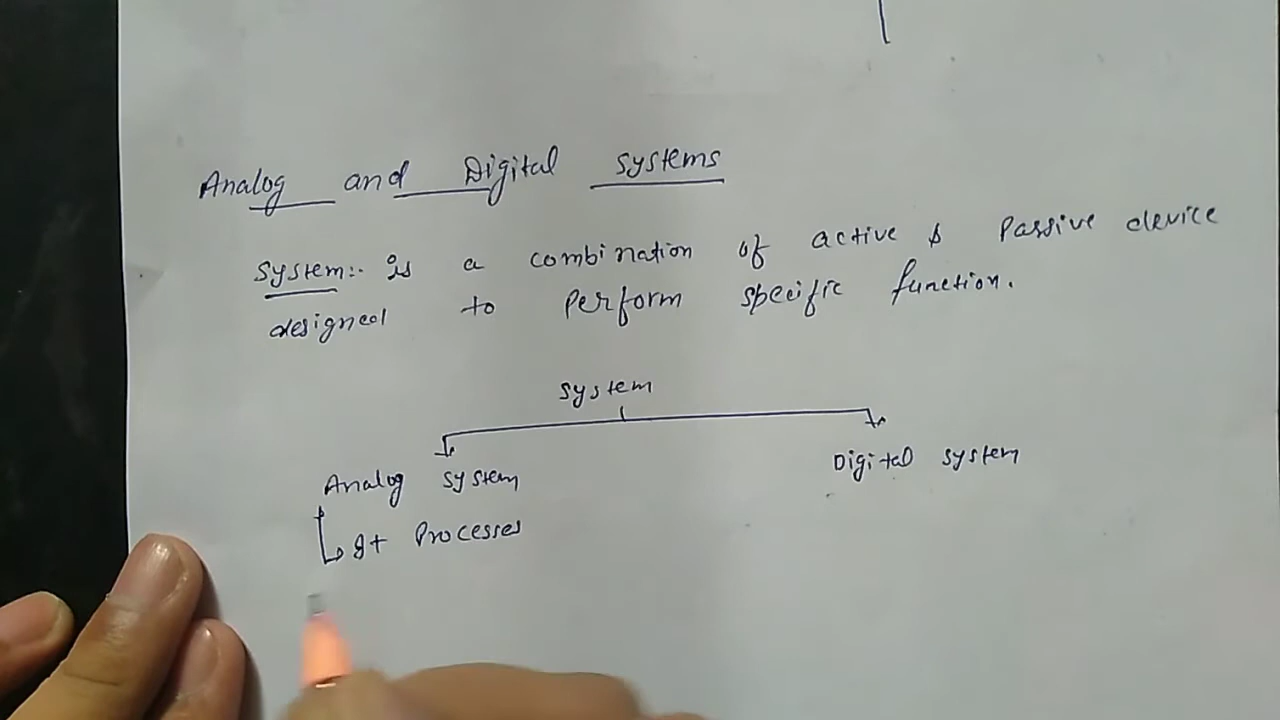 Analog and Digital systems
System:- Is a combination of active & Passive device
designed to Perform specific function.
System
Analog System
Digital System
It Processes